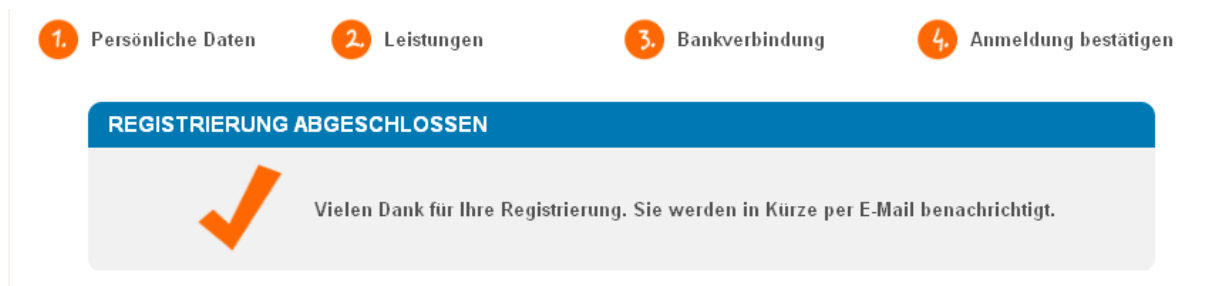 1. Persönliche Daten 2. Leistungen 3. Bankverbindung 4. Anmeldung bestätigen
REGISTRIERUNG ABGESCHLOSSEN
Vielen Dank für Ihre Registrierung. Sie werden in Kürze per E-Mail benachrichtigt.